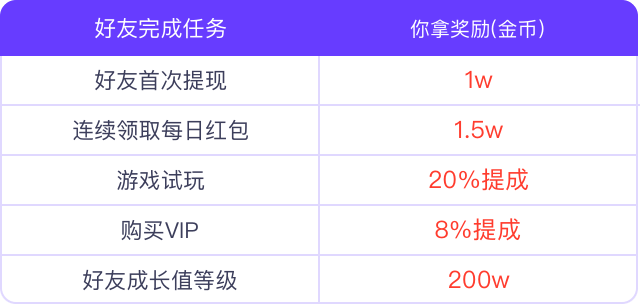 好友完成任务 你拿奖励(金币)
好友首次提现 1w
连续领取每日红包 1.5w
游戏试玩 20%提成
购买VIP 8%提成
好友成长值等级 200w